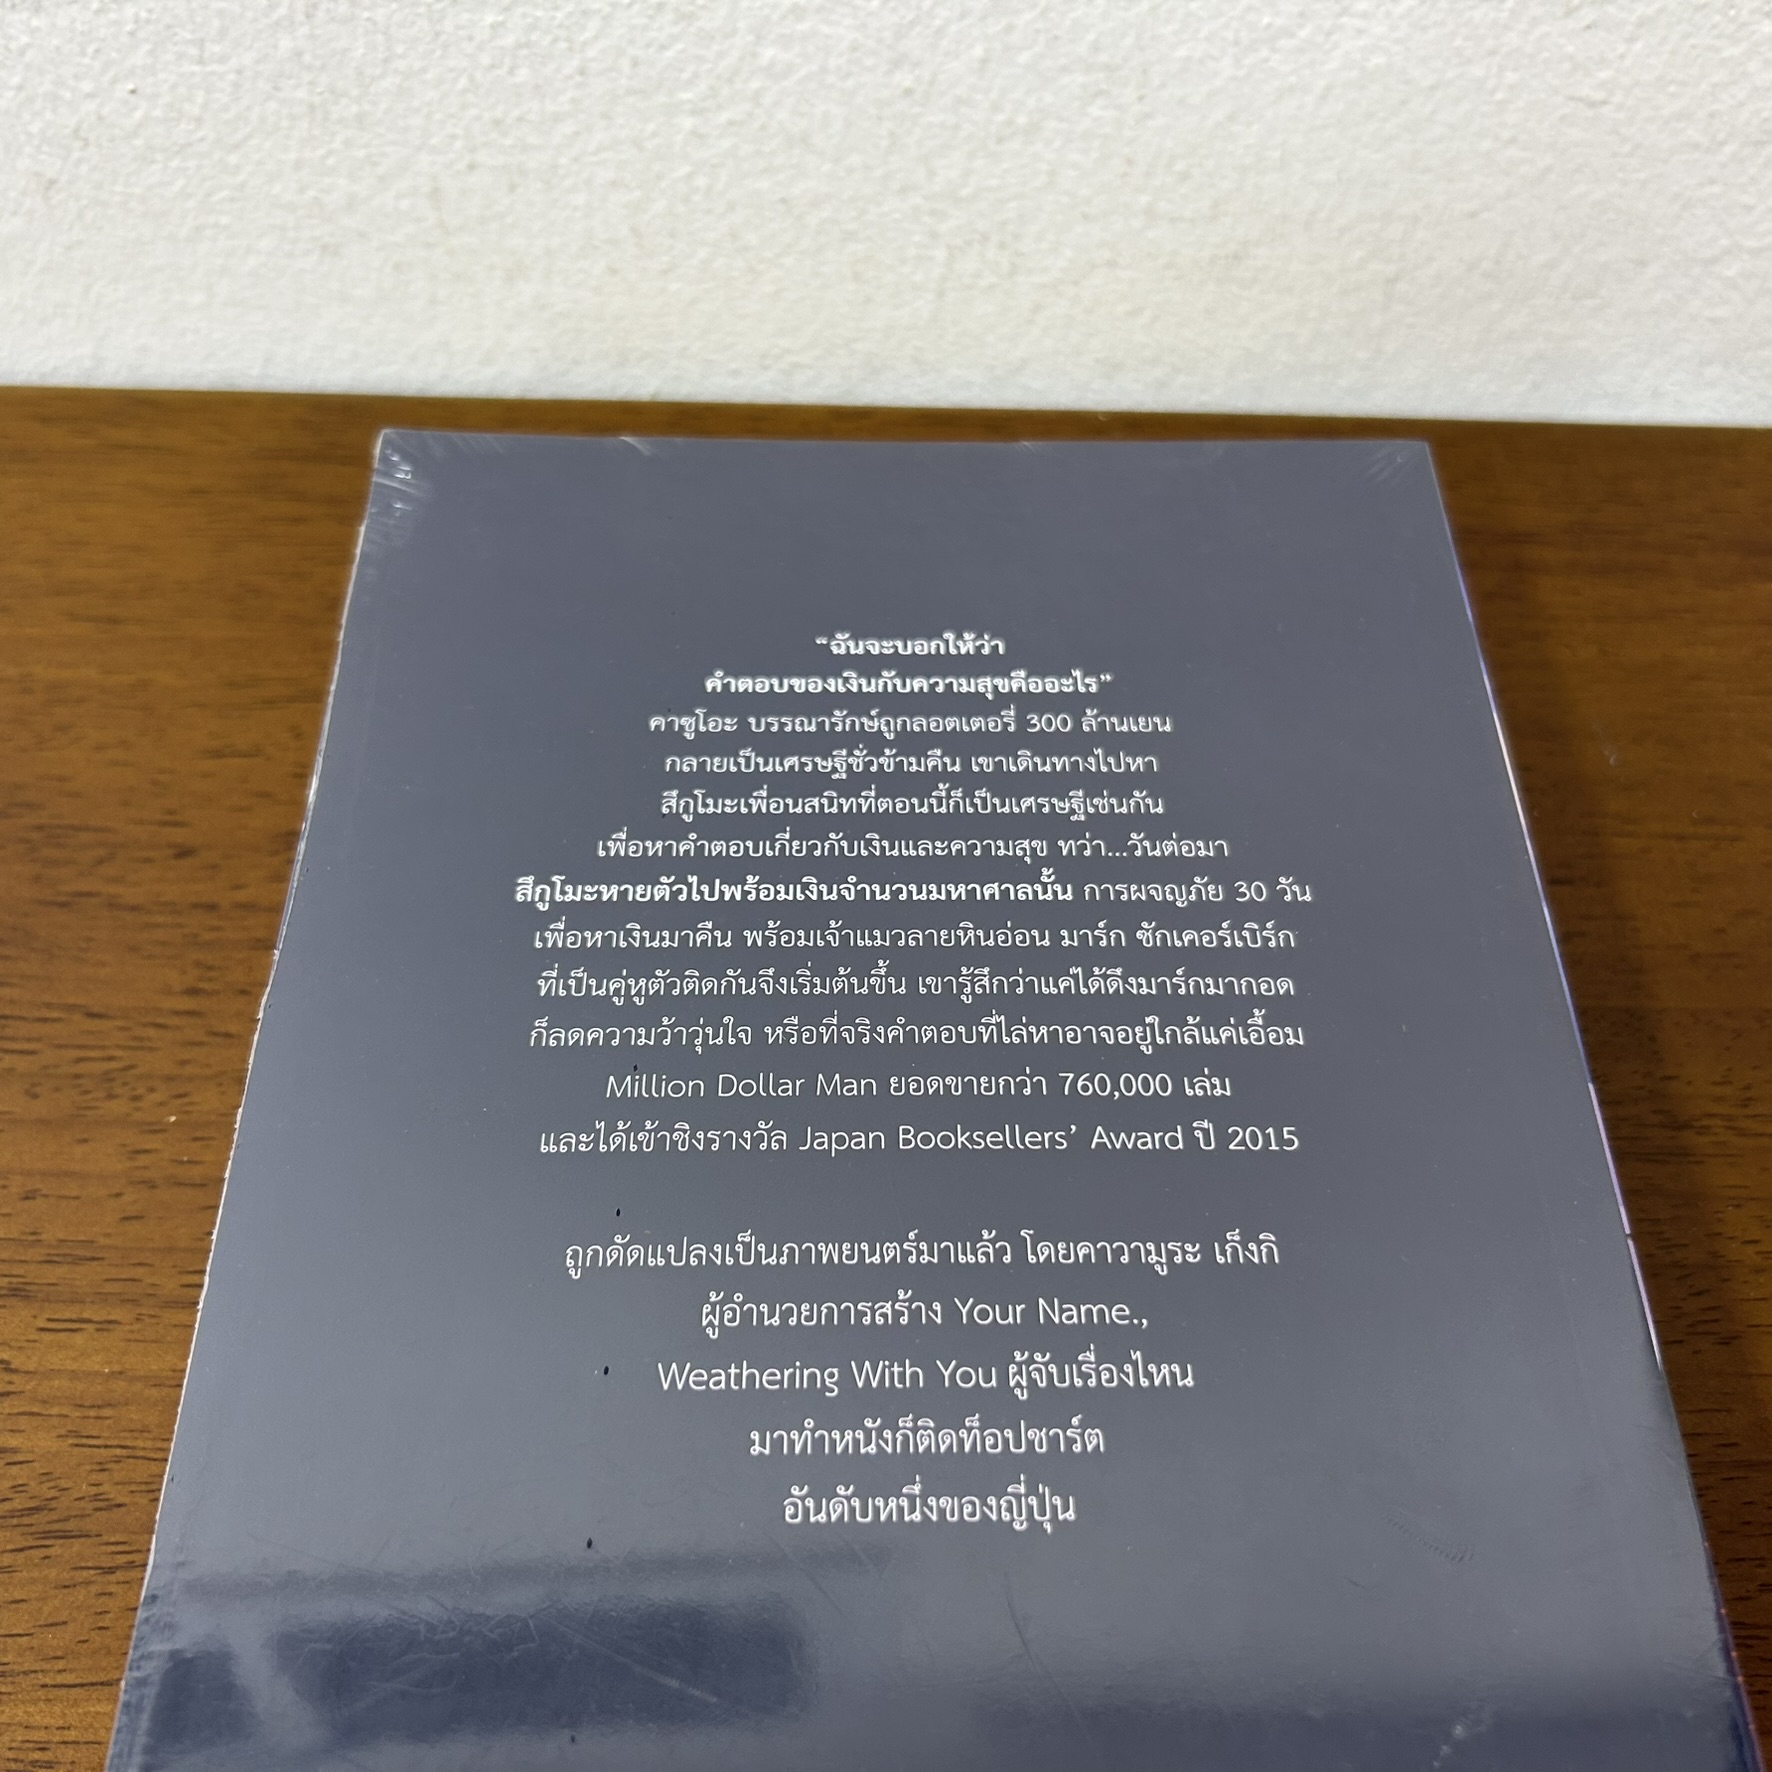 “ฉันจะบอกให้ว่า
คำตอบของเงินกับความสุขคืออะไร”
คาซูโอะ บรรณารักษ์ถูกลอตเตอรี่ 300 ล้านเยน
กลายเป็นเศรษฐีชั่วข้ามคืน เขาเดินทางไปหา
สึกูโมะเพื่อนสนิทที่ตอนนี้ก็เป็นเศรษฐีเช่นกัน
เพื่อหาคำตอบเกี่ยวกับเงินและความสุข ทว่า...วันต่อมา
สึกูโมะหายตัวไปพร้อมเงินจำนวนมหาศาลนั้น การผจญภัย 30 วัน
เพื่อหาเงินมาคืน พร้อมเจ้าแมวลายหินอ่อน มาร์ก ซักเคอร์เบิร์ก
ที่เป็นคู่หูตัวติดกันจึงเริ่มต้นขึ้น เขารู้สึกว่าแค่ได้ดึงมาร์กมากอด
ก็ลดความว้าวุ่นใจ หรือที่จริงคำตอบที่ไล่หาอาจอยู่ใกล้แค่เอื้อม
Million Dollar Man ยอดขายกว่า 760,000 เล่ม
และได้เข้าชิงรางวัล Japan Booksellers’ Award ปี 2015
ถูกดัดแปลงเป็นภาพยนตร์มาแล้ว โดยคาวามูระ เก็งกิ
ผู้อำนวยการสร้าง Your Name.,
Weathering With You ผู้จับเรื่องไหน
มาทำหนังก็ติดท็อปชาร์ต
อันดับหนึ่งของญี่ปุ่น